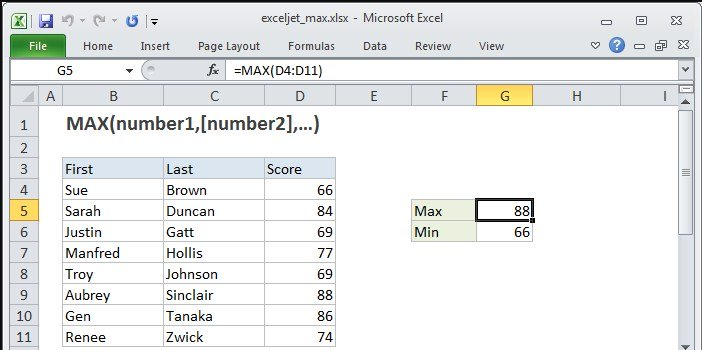 exceljet_max.xlsx - Microsoft Excel
File Home Insert Page Layout Formulas Data Review View
G5 fx =MAX(D4:D11)
A B C D E F G H I
1 MAX(number1,[number2],...)
2
3 First Last Score
4 Sue Brown 66
5 Sarah Duncan 84 Max 88
6 Justin Gatt 69 Min 66
7 Manfred Hollis 77
8 Troy Johnson 69
9 Aubrey Sinclair 88
10 Gen Tanaka 86
11 Renee Zwick 74